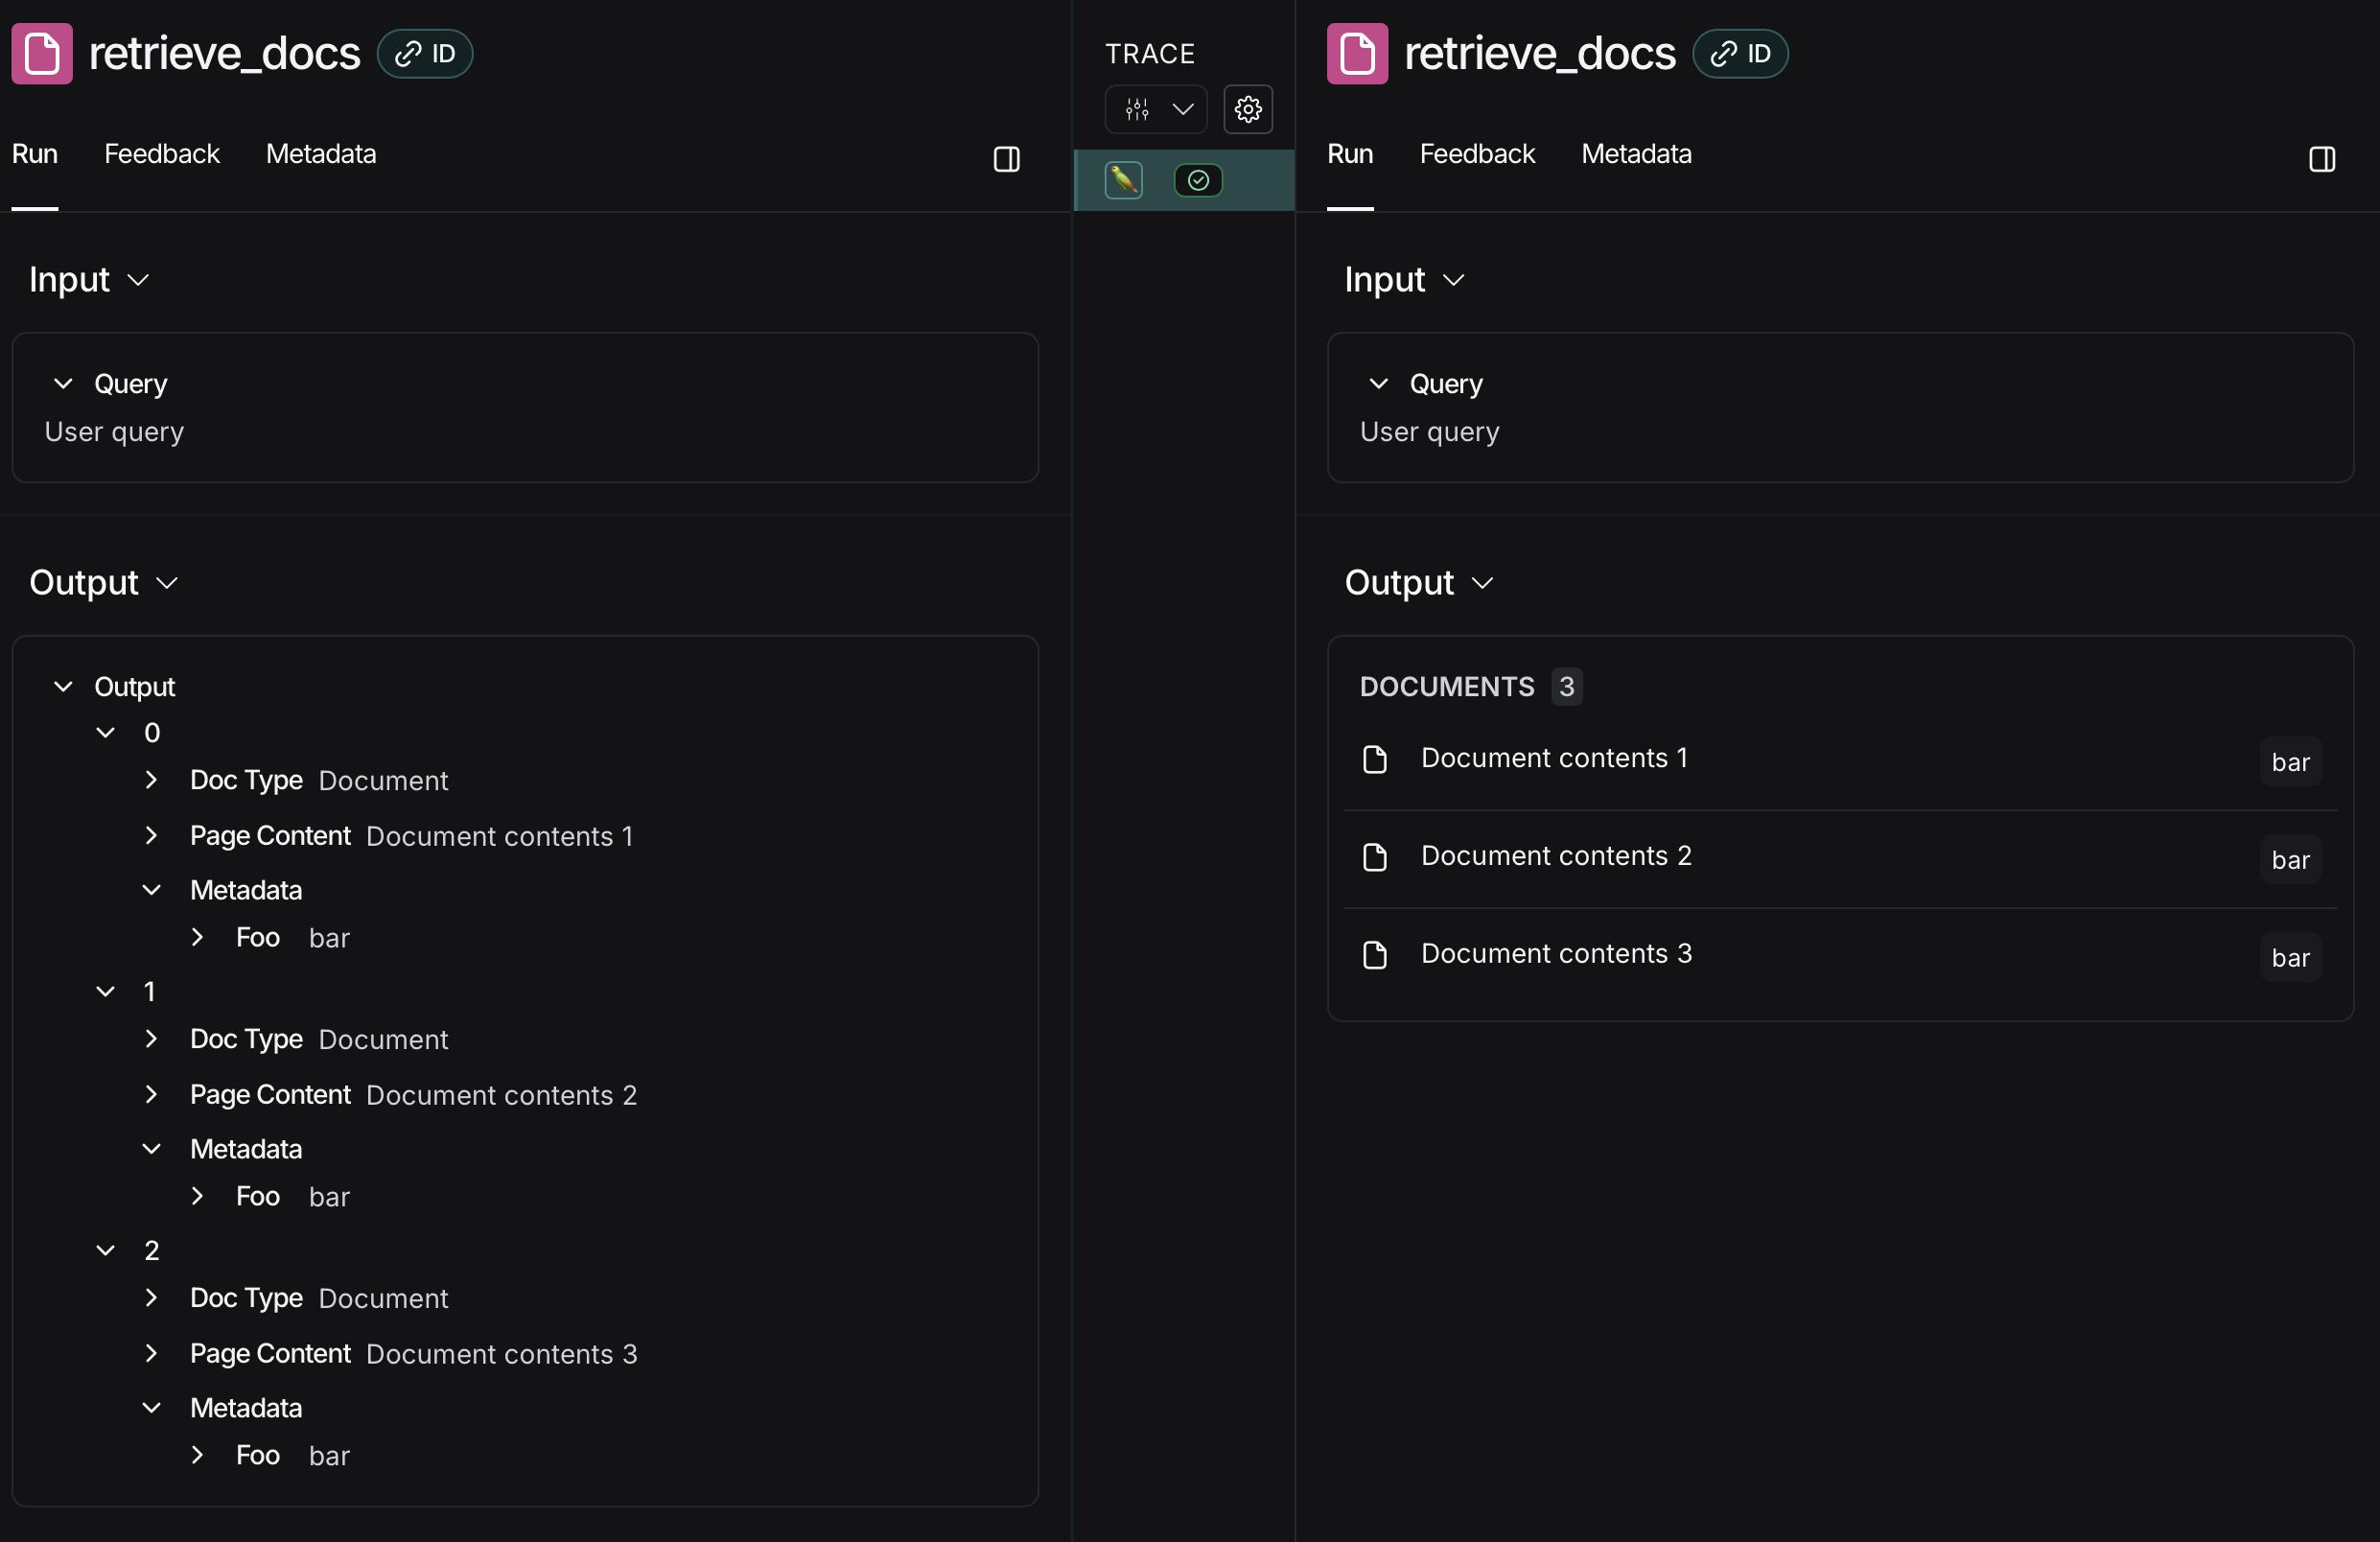 retrieve_docs ID
Run Feedback Metadata
Input
Query
User query
Output
Output
0
Doc Type Document
Page Content Document contents 1
Metadata
Foo bar
1
Doc Type Document
Page Content Document contents 2
Metadata
Foo bar
2
Doc Type Document
Page Content Document contents 3
Metadata
Foo bar
TRACE
retrieve_docs ID
Run Feedback Metadata
Input
Query
User query
Output
DOCUMENTS 3
Document contents 1 bar
Document contents 2 bar
Document contents 3 bar